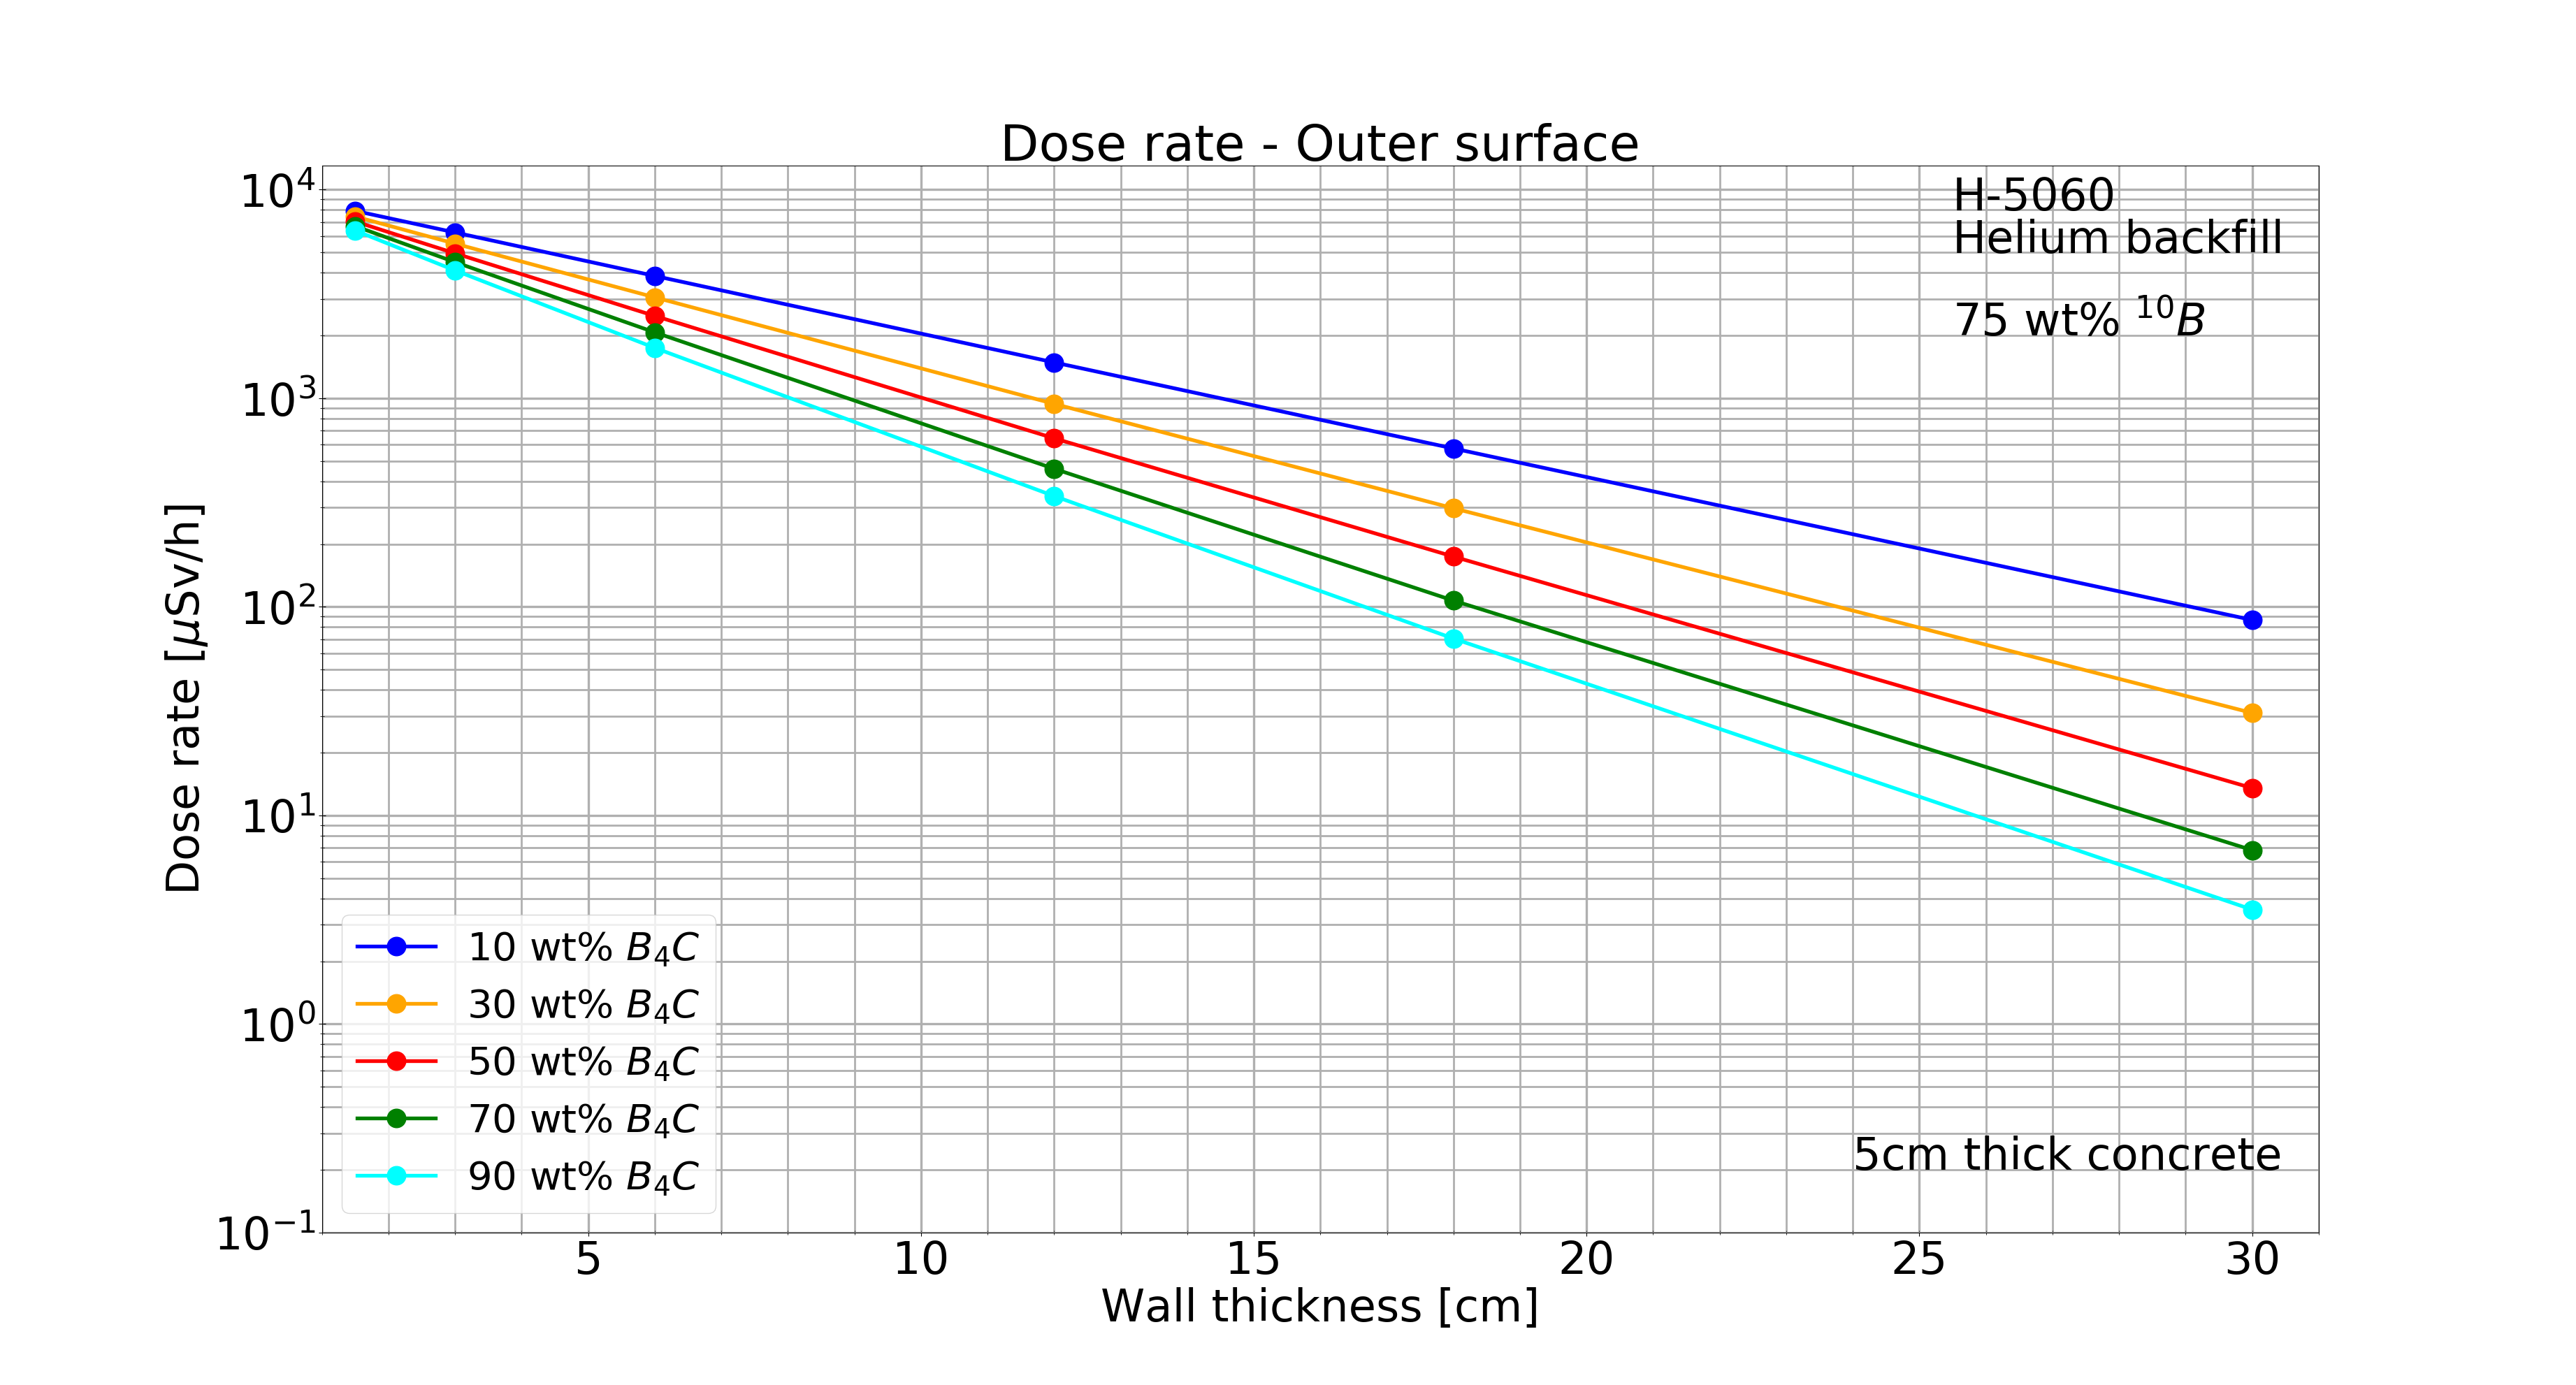 Dose rate - Outer surface
10⁴
10³
10²
10¹
10⁰
10⁻¹
Dose rate [μSv/h]
H-5060
Helium backfill
75 wt% ¹⁰B
10 wt% B₄C
30 wt% B₄C
50 wt% B₄C
70 wt% B₄C
90 wt% B₄C
5cm thick concrete
5 10 15 20 25 30
Wall thickness [cm]